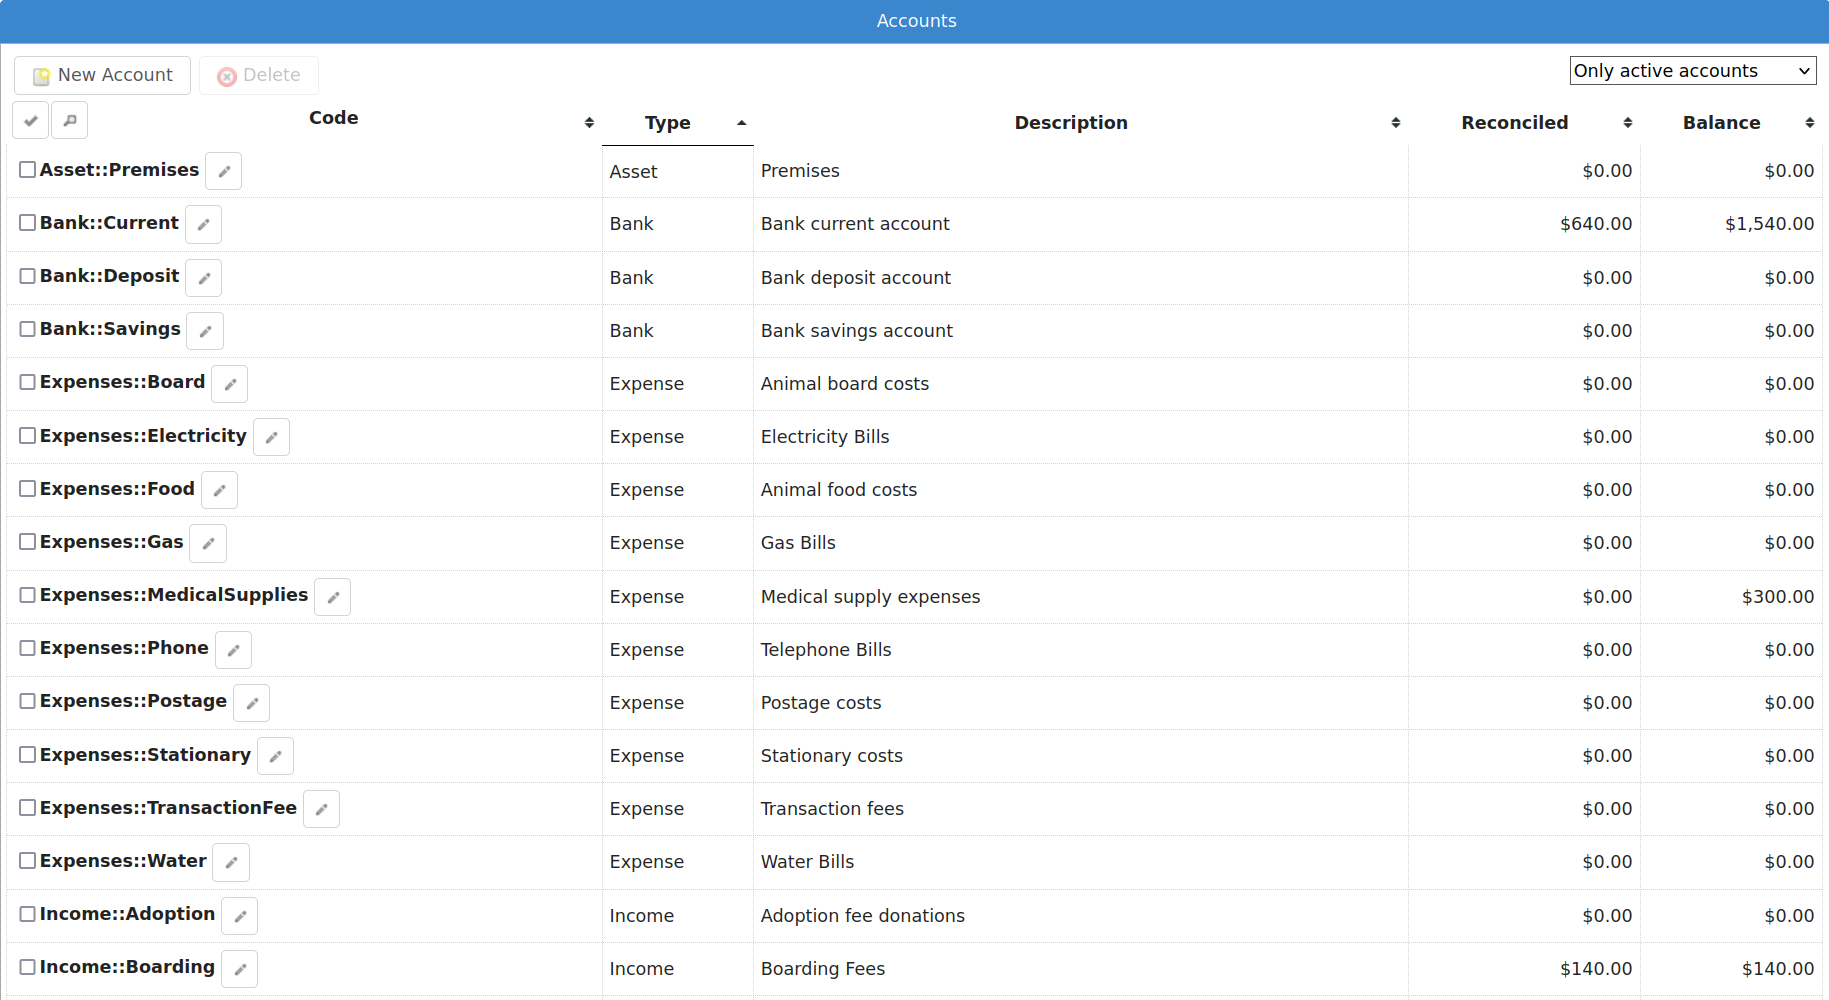 Accounts
New Account Delete Only active accounts
Code Type Description Reconciled Balance
Asset::Premises Asset Premises $0.00 $0.00
Bank::Current Bank Bank current account $640.00 $1,540.00
Bank::Deposit Bank Bank deposit account $0.00 $0.00
Bank::Savings Bank Bank savings account $0.00 $0.00
Expenses::Board Expense Animal board costs $0.00 $0.00
Expenses::Electricity Expense Electricity Bills $0.00 $0.00
Expenses::Food Expense Animal food costs $0.00 $0.00
Expenses::Gas Expense Gas Bills $0.00 $0.00
Expenses::MedicalSupplies Expense Medical supply expenses $0.00 $300.00
Expenses::Phone Expense Telephone Bills $0.00 $0.00
Expenses::Postage Expense Postage costs $0.00 $0.00
Expenses::Stationary Expense Stationary costs $0.00 $0.00
Expenses::TransactionFee Expense Transaction fees $0.00 $0.00
Expenses::Water Expense Water Bills $0.00 $0.00
Income::Adoption Income Adoption fee donations $0.00 $0.00
Income::Boarding Income Boarding Fees $140.00 $140.00